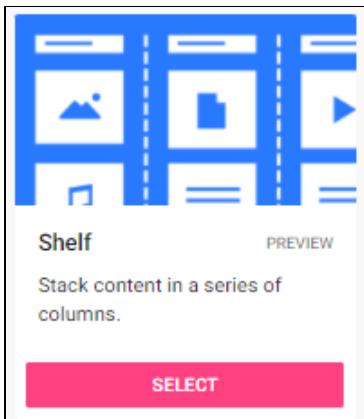 Shelf PREVIEW
Stack content in a series of
columns.
SELECT